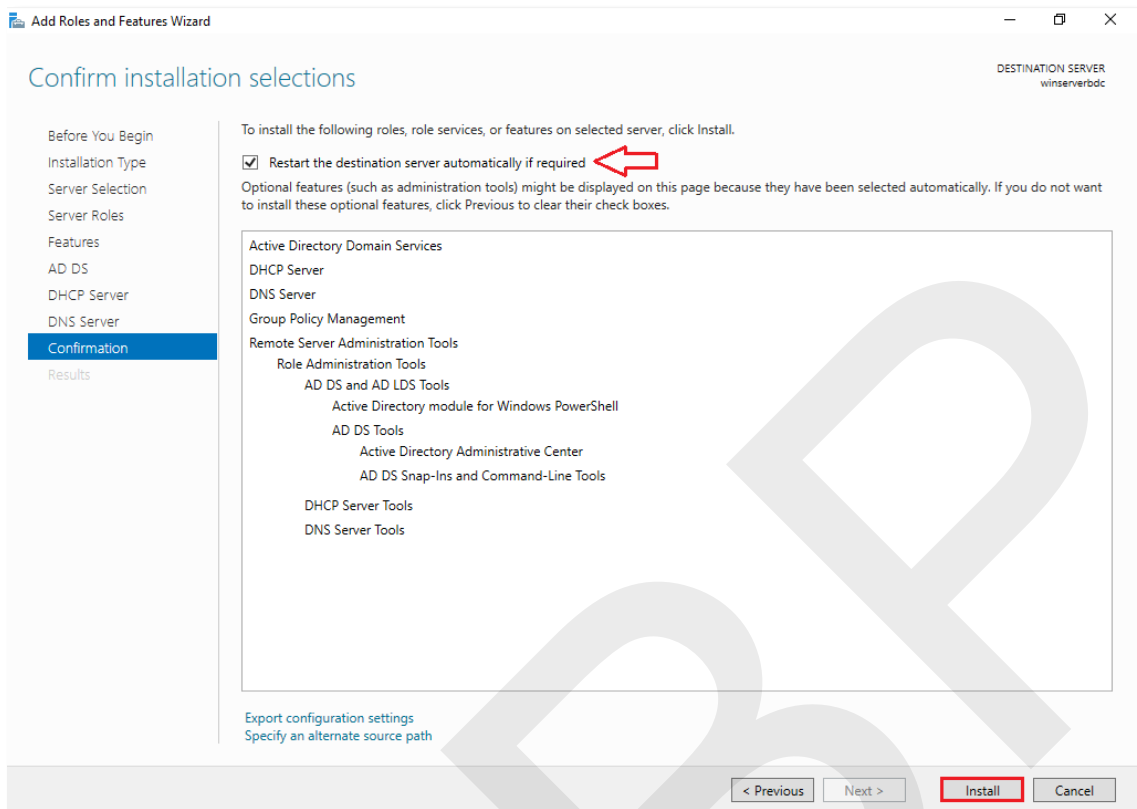 Add Roles and Features Wizard
Confirm installation selections
DESTINATION SERVER
winserverbdc
Before You Begin
Installation Type
Server Selection
Server Roles
Features
AD DS
DHCP Server
DNS Server
Confirmation
Results
To install the following roles, role services, or features on selected server, click Install.
Restart the destination server automatically if required
Optional features (such as administration tools) might be displayed on this page because they have been selected automatically. If you do not want
to install these optional features, click Previous to clear their check boxes.
Active Directory Domain Services
DHCP Server
DNS Server
Group Policy Management
Remote Server Administration Tools
Role Administration Tools
AD DS and AD LDS Tools
Active Directory module for Windows PowerShell
AD DS Tools
Active Directory Administrative Center
AD DS Snap-Ins and Command-Line Tools
DHCP Server Tools
DNS Server Tools
Export configuration settings
Specify an alternate source path
< Previous
Next >
Install
Cancel